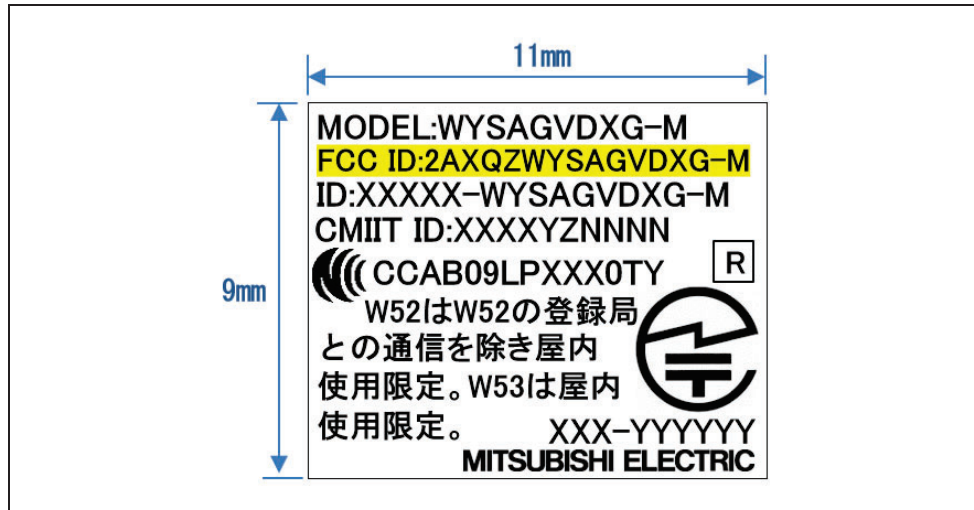 11mm
9mm
MODEL:WYSAGVDXG-M
FCC ID:2AXQZWYSAGVDXG-M
ID:XXXXX-WYSAGVDXG-M
CMIIT ID:XXXXYZNNNN
CCAB09LPXXX0TY
R
W52はW52の登録局
との通信を除き屋内
使用限定。W53は屋内
使用限定。
XXX-YYYYYY
MITSUBISHI ELECTRIC